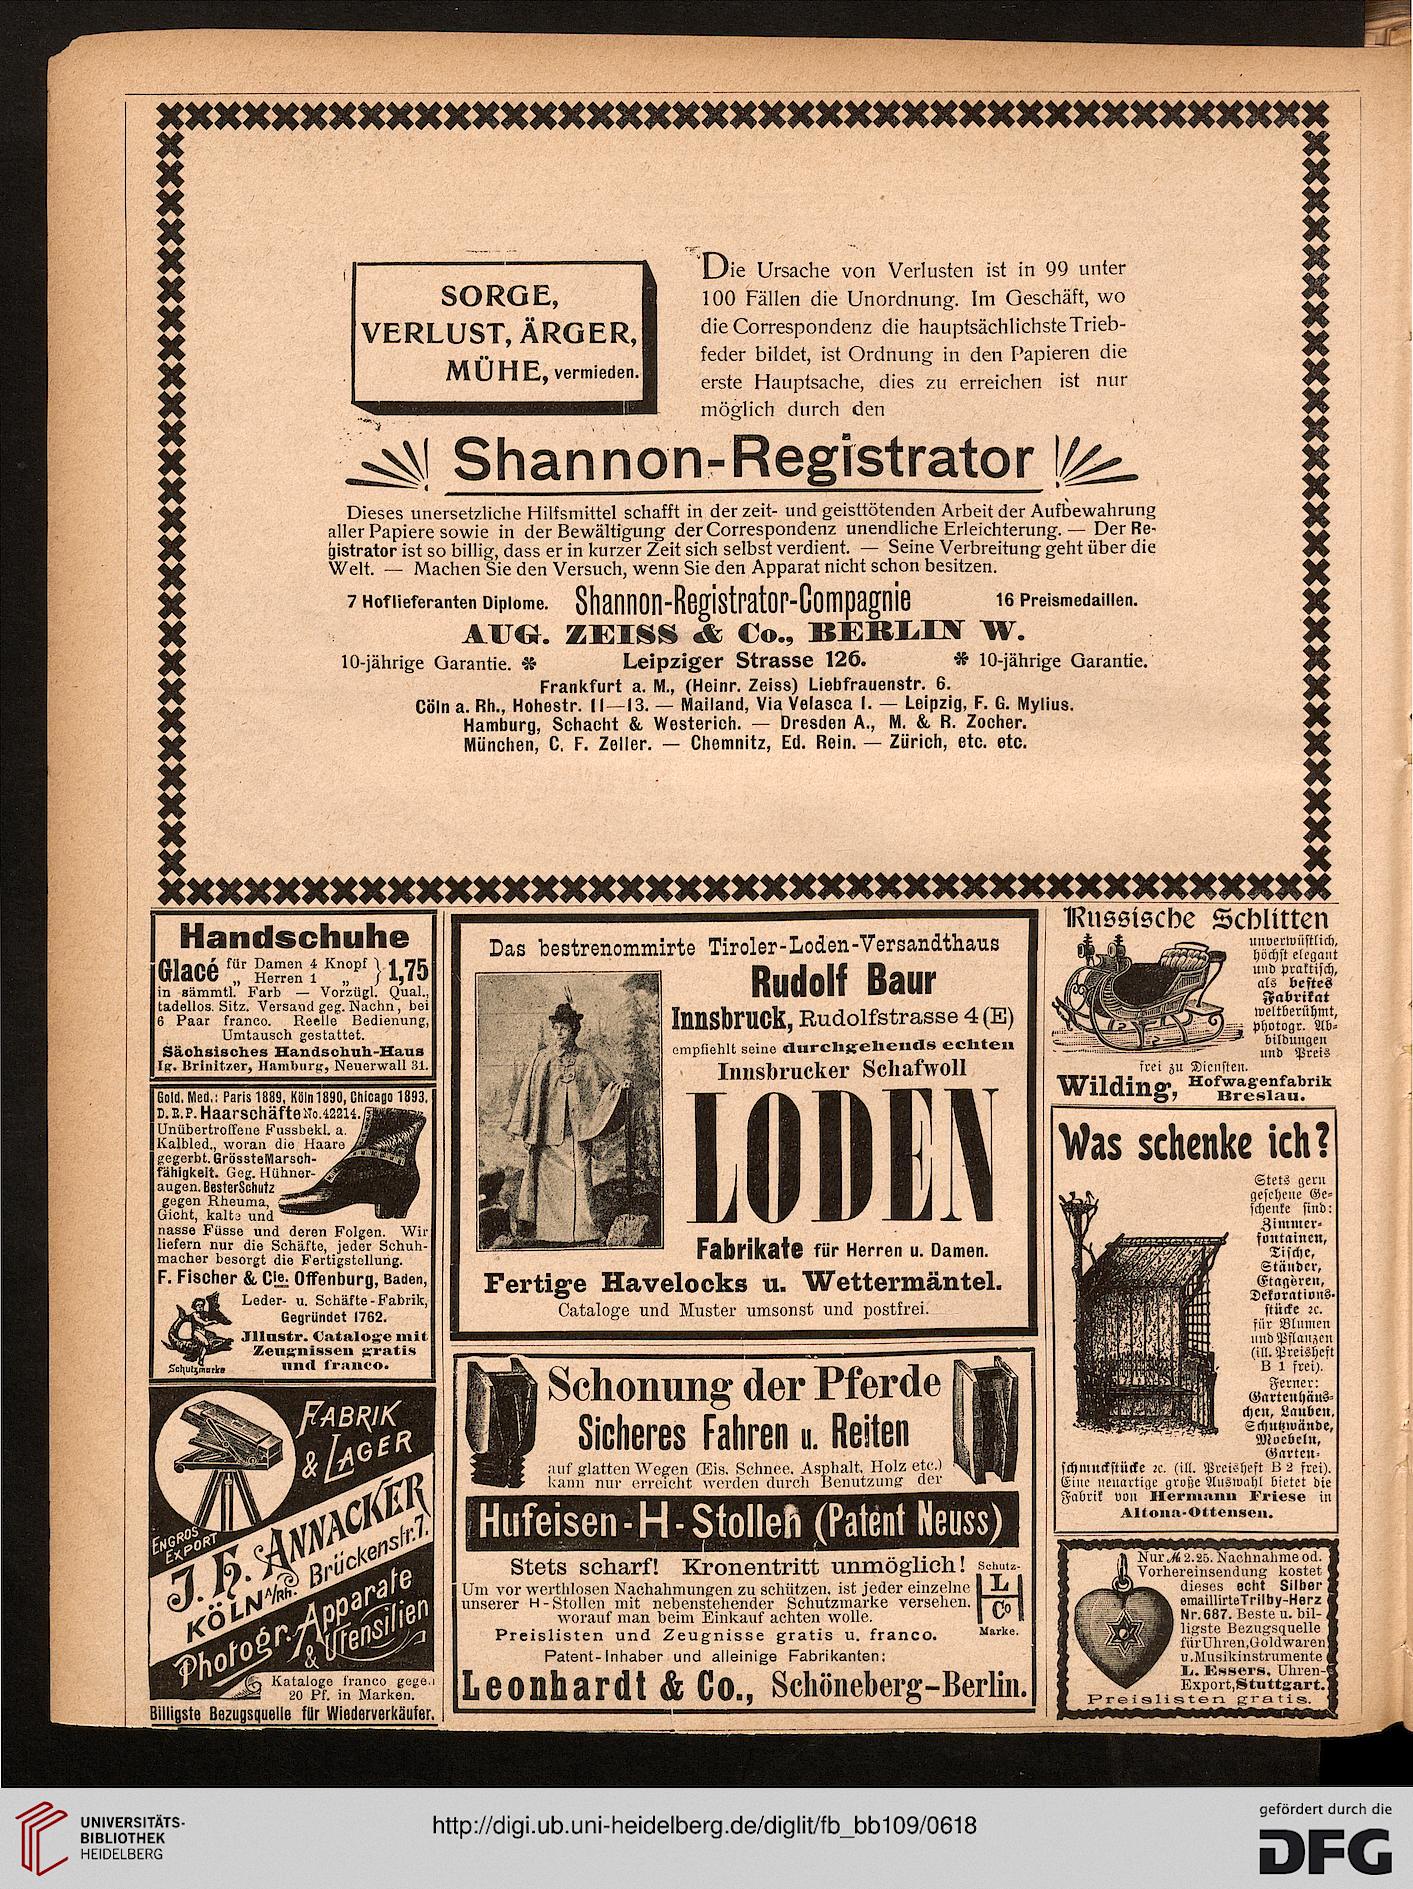 SORGE,
VERLUST, ÄRGER,
MÜHE, vermieden.
Die Ursache von Verlusten ist in 99 unter
100 Fällen die Unordnung. Im Geschäft, wo
die Correspondenz die hauptsächlichste Trieb-
feder bildet, ist Ordnung in den Papieren die
erste Hauptsache, dies zu erreichen ist nur
möglich durch den
Shannon-Registrator
Dieses unersetzliche Hilfsmittel schafft in der zeit- und geisttötenden Arbeit der Aufbewahrung
aller Papiere sowie in der Bewältigung der Correspondenz unendliche Erleichterung. — Der Re-
gistrator ist so billig, dass er in kurzer Zeit sich selbst verdient. — Seine Verbreitung geht über die
Welt. — Machen Sie den Versuch, wenn Sie den Apparat nicht schon besitzen.
7 Hoflieferanten Diplome. Shannon-Registrator-Compagnie 16 Preismedaillen.
AUG. ZEISS & Co., BERLIN W.
10-jährige Garantie. * Leipziger Strasse 126. * 10-jährige Garantie.
Frankfurt a. M., (Heinr. Zeiss) Liebfrauenstr. 6.
Cöln a. Rh., Hohestr. 11—13. — Mailand, Via Velasca 1. — Leipzig, F. G. Mylius.
Hamburg, Schacht & Westerich. — Dresden A., M. & R. Zocher.
München, C. F. Zeller. — Chemnitz, Ed. Rein. — Zürich, etc. etc.
Handschuhe
Glacé für Damen 4 Knopf } 1,75
„ Herren 1 „
in sämmtl. Farb — Vorzügl. Qual.,
tadellos. Sitz. Versand geg. Nachn, bei
6 Paar franco. Reelle Bedienung,
Umtausch gestattet.
Sächsisches Handschuh-Haus
Ig. Brinitzer, Hamburg, Neuerwall 31.
Gold. Med.: Paris 1889, Köln 1890, Chicago 1893.
D. R. P. Haarschäfte No. 42214.
Unübertroffene Fussbekl. a.
Kalbled., woran die Haare
gegerbt. Grösste Marsch-
fähigkeit. Geg. Hühner-
augen. Bester Schutz
gegen Rheuma,
Gicht, kalte und
nasse Füsse und deren Folgen. Wir
liefern nur die Schäfte, jeder Schuh-
macher besorgt die Fertigstellung.
F. Fischer & Cie. Offenburg, Baden,
Leder- u. Schäfte-Fabrik,
Gegründet 1762.
Jllustr. Cataloge mit
Zeugnissen gratis
und franco.
Schutzmarke
FABRIK
& LAGER
ENGROS
EXPORT
J. H. ANNACKER
KÖLN A/Rh. Brückenstr. 7.
Photogr. Apparate
& Utensilien
Kataloge franco gegen
20 Pf. in Marken.
Billigste Bezugsquelle für Wiederverkäufer.
Das bestrenommirte Tiroler-Loden-Versandthaus
Rudolf Baur
Innsbruck, Rudolfstrasse 4 (E)
empfiehlt seine durchgehends echten
Innsbrucker Schafwoll
LODEN
Fabrikate für Herren u. Damen.
Fertige Havelocks u. Wettermäntel.
Cataloge und Muster umsonst und postfrei.
Schonung der Pferde
Sicheres Fahren u. Reiten
auf glatten Wegen (Eis. Schnee. Asphalt, Holz etc.)
kann nur erreicht werden durch Benutzung der
Hufeisen-H-Stollen (Patent Neuss)
Stets scharf! Kronentritt unmöglich!
Um vor werthlosen Nachahmungen zu schützen, ist jeder einzelne
unserer H-Stollen mit nebenstehender Schutzmarke versehen,
worauf man beim Einkauf achten wolle.
Preislisten und Zeugnisse gratis u. franco.
Schutz-
L
Co
Marke.
Patent-Inhaber und alleinige Fabrikanten:
Leonhardt & Co., Schöneberg-Berlin.
Russische Schlitten
unverwüstlich,
höchst elegant
und praktisch,
als bestes
Fabrikat
weltberühmt,
photogr. Ab-
bildungen
und Preis
frei zu Diensten.
Wilding, Hofwagenfabrik
Breslau.
Was schenke ich?
Stets gern
gesehene Ge-
schenke sind:
Zimmer-
fontainen,
Tische,
Ständer,
Etagèren,
Dekorations-
stücke ꝛc.
für Blumen
und Pflanzen
(ill. Preisheft
B 1 frei).
Ferner:
Gartenhäus-
chen, Lauben,
Schutzwände,
Moebeln,
Garten-
schmuckstücke ꝛc. (ill. Preisheft B 2 frei).
Eine neuartige große Auswahl bietet die
Fabrik von Hermann Friese in
Altona-Ottensen.
Nur ℳ 2.25. Nachnahme od.
Vorhereinsendung kostet
dieses echt Silber
emaillirte Trilby-Herz
Nr. 687. Beste u. bil-
ligste Bezugsquelle
für Uhren, Goldwaren
u. Musikinstrumente
L. Essers, Uhren-
Export, Stuttgart.
Preislisten gratis.
UNIVERSITÄTS-
BIBLIOTHEK
HEIDELBERG
http://digi.ub.uni-heidelberg.de/diglit/fb_bb109/0618
gefördert durch die
DFG